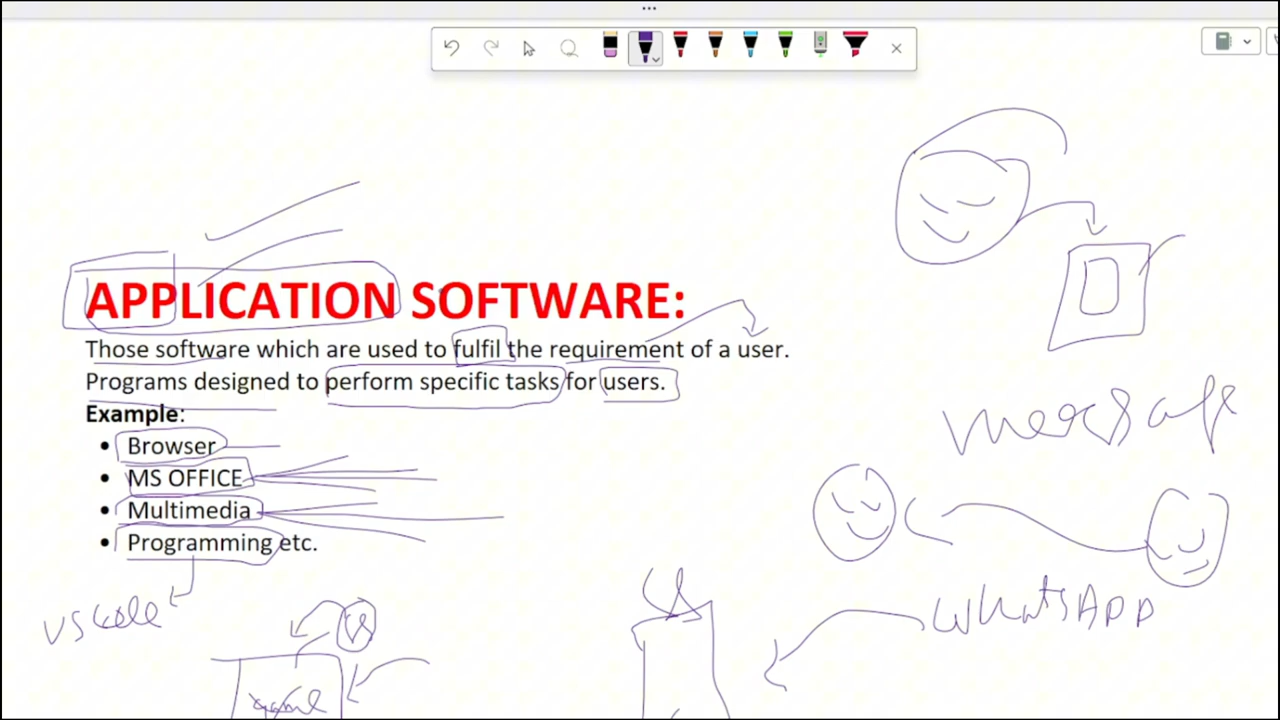 APPLICATION SOFTWARE:
Those software which are used to fulfil the requirement of a user.
Programs designed to perform specific tasks for users.
Example:
• Browser
• MS OFFICE
• Multimedia
• Programming etc.
vscode
game
WhatsApp